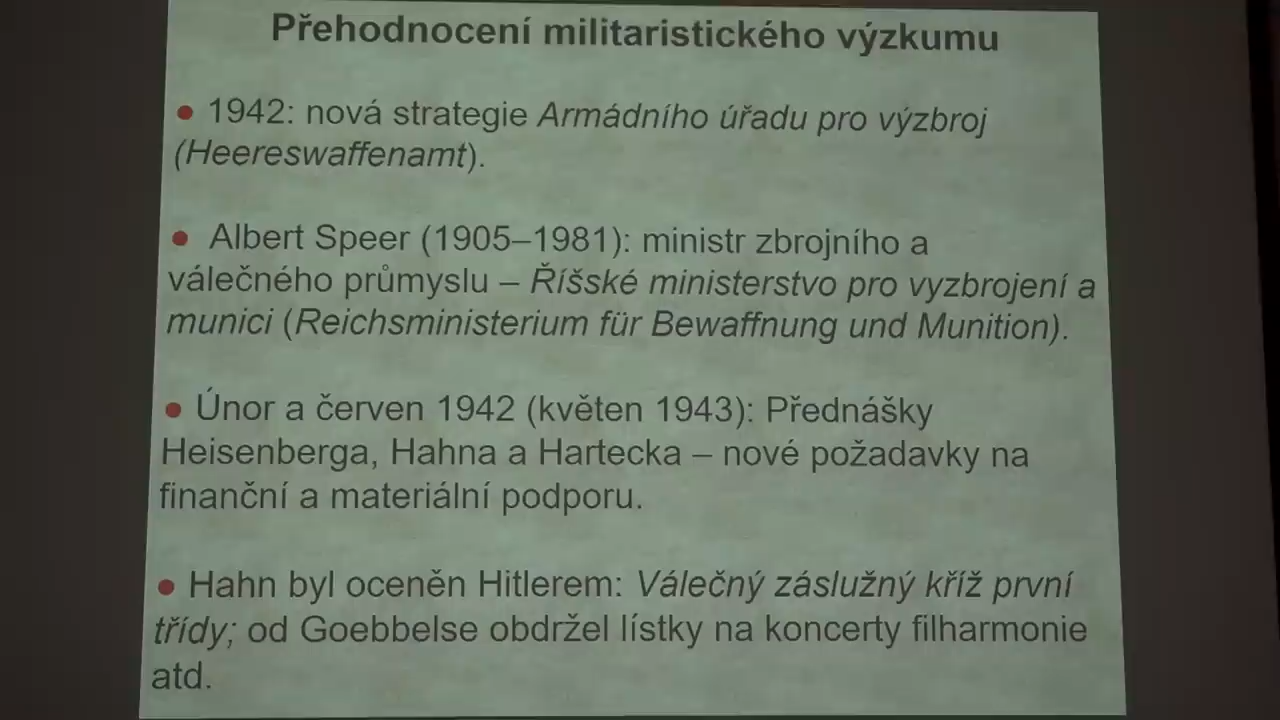 Přehodnocení militaristického výzkumu
● 1942: nová strategie Armádního úřadu pro výzbroj
(Heereswaffenamt).
● Albert Speer (1905–1981): ministr zbrojního a
válečného průmyslu – Říšské ministerstvo pro vyzbrojení a
munici (Reichsministerium für Bewaffnung und Munition).
● Únor a červen 1942 (květen 1943): Přednášky
Heisenberga, Hahna a Hartecka – nové požadavky na
finanční a materiální podporu.
● Hahn byl oceněn Hitlerem: Válečný záslužný kříž první
třídy; od Goebbelse obdržel lístky na koncerty filharmonie
atd.